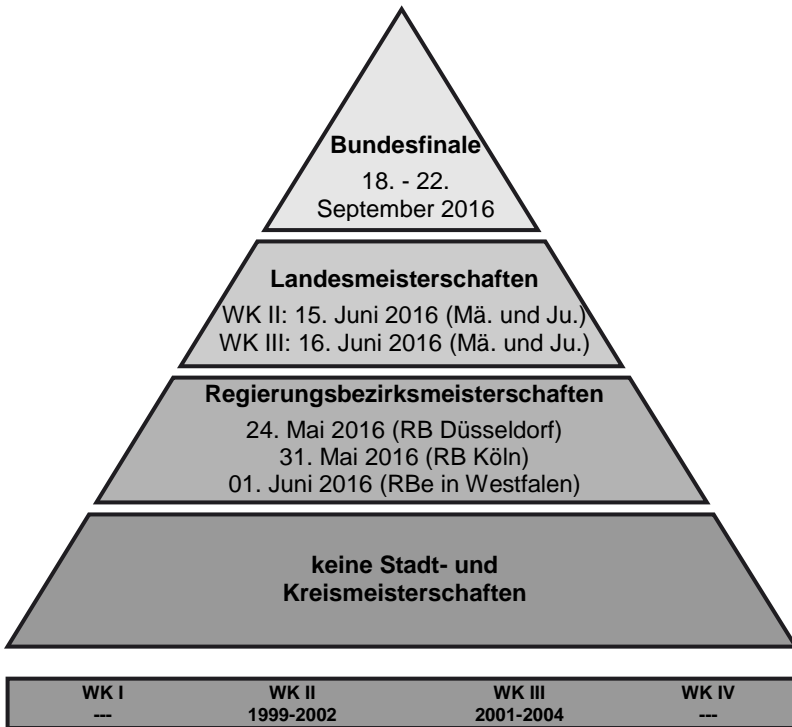 Bundesfinale
18. - 22.
September 2016
Landesmeisterschaften
WK II: 15. Juni 2016 (Mä. und Ju.)
WK III: 16. Juni 2016 (Mä. und Ju.)
Regierungsbezirksmeisterschaften
24. Mai 2016 (RB Düsseldorf)
31. Mai 2016 (RB Köln)
01. Juni 2016 (RBe in Westfalen)
keine Stadt- und
Kreismeisterschaften
WK I WK II WK III WK IV
--- 1999-2002 2001-2004 ---